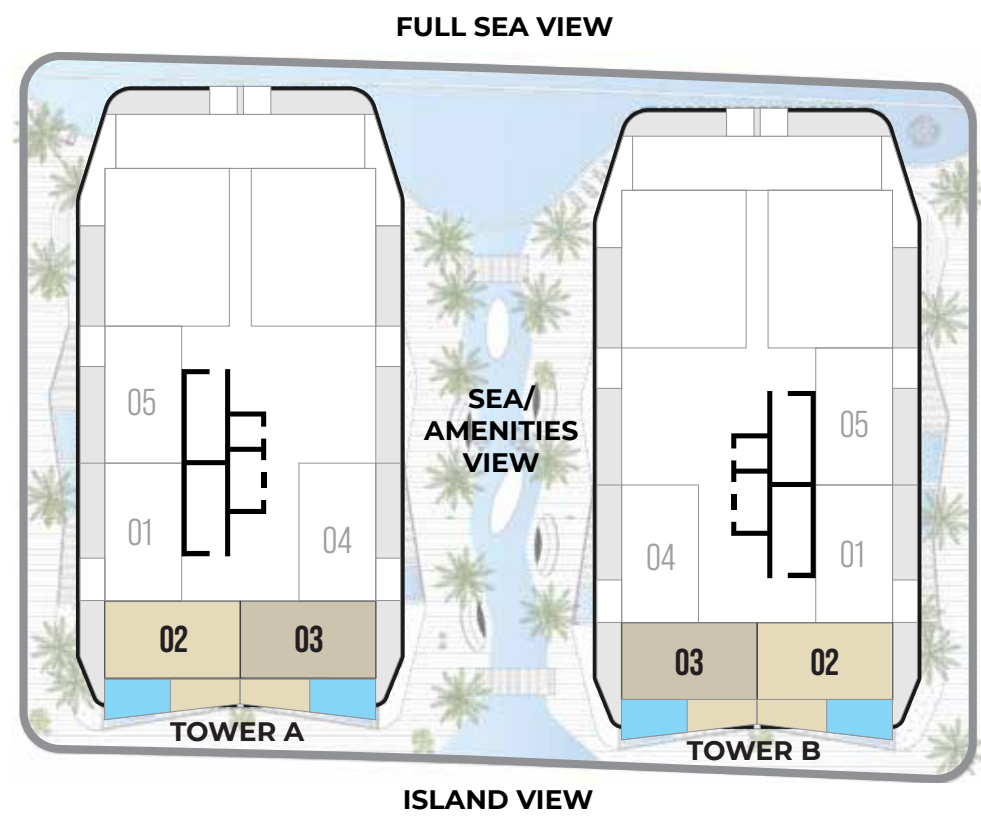 FULL SEA VIEW
05
01
04
02
03
TOWER A
SEA/
AMENITIES
VIEW
05
04
01
03
02
TOWER B
ISLAND VIEW